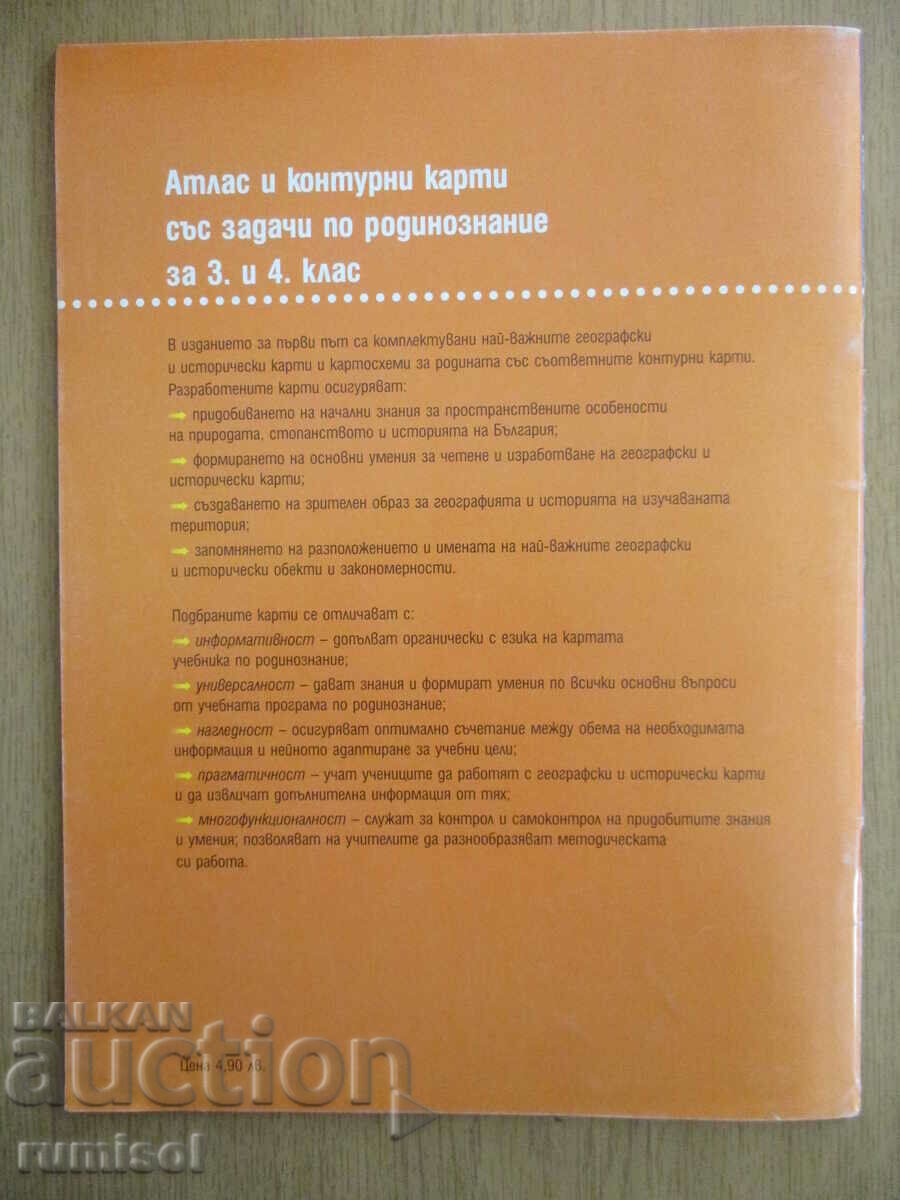 Атлас и контурни карти
със задачи по родинознание
за 3. и 4. клас
В изданието за първи път са комплектувани най-важните географски
и исторически карти и картосхеми за родината със съответните контурни карти.
Разработените карти осигуряват:
➞ придобиването на начални знания за пространствените особености
на природата, стопанството и историята на България;
➞ формирането на основни умения за четене и изработване на географски и
исторически карти;
➞ създаването на зрителен образ за географията и историята на изучаваната
територия;
➞ запомнянето на разположението и имената на най-важните географски
и исторически обекти и закономерности.
Подбраните карти се отличават с:
➞ информативност – допълват органически с езика на картата
учебника по родинознание;
➞ универсалност – дават знания и формират умения по всички основни въпроси
от учебната програма по родинознание;
➞ нагледност – осигуряват оптимално съчетание между обема на необходимата
информация и нейното адаптиране за учебни цели;
➞ прагматичност – учат учениците да работят с географски и исторически карти
и да извличат допълнителна информация от тях;
➞ многофункционалност – служат за контрол и самоконтрол на придобитите знания
и умения; позволяват на учителите да разнообразяват методическата
си работа.
BALKAN
auction
Цена 4,90 лв.
rumisol